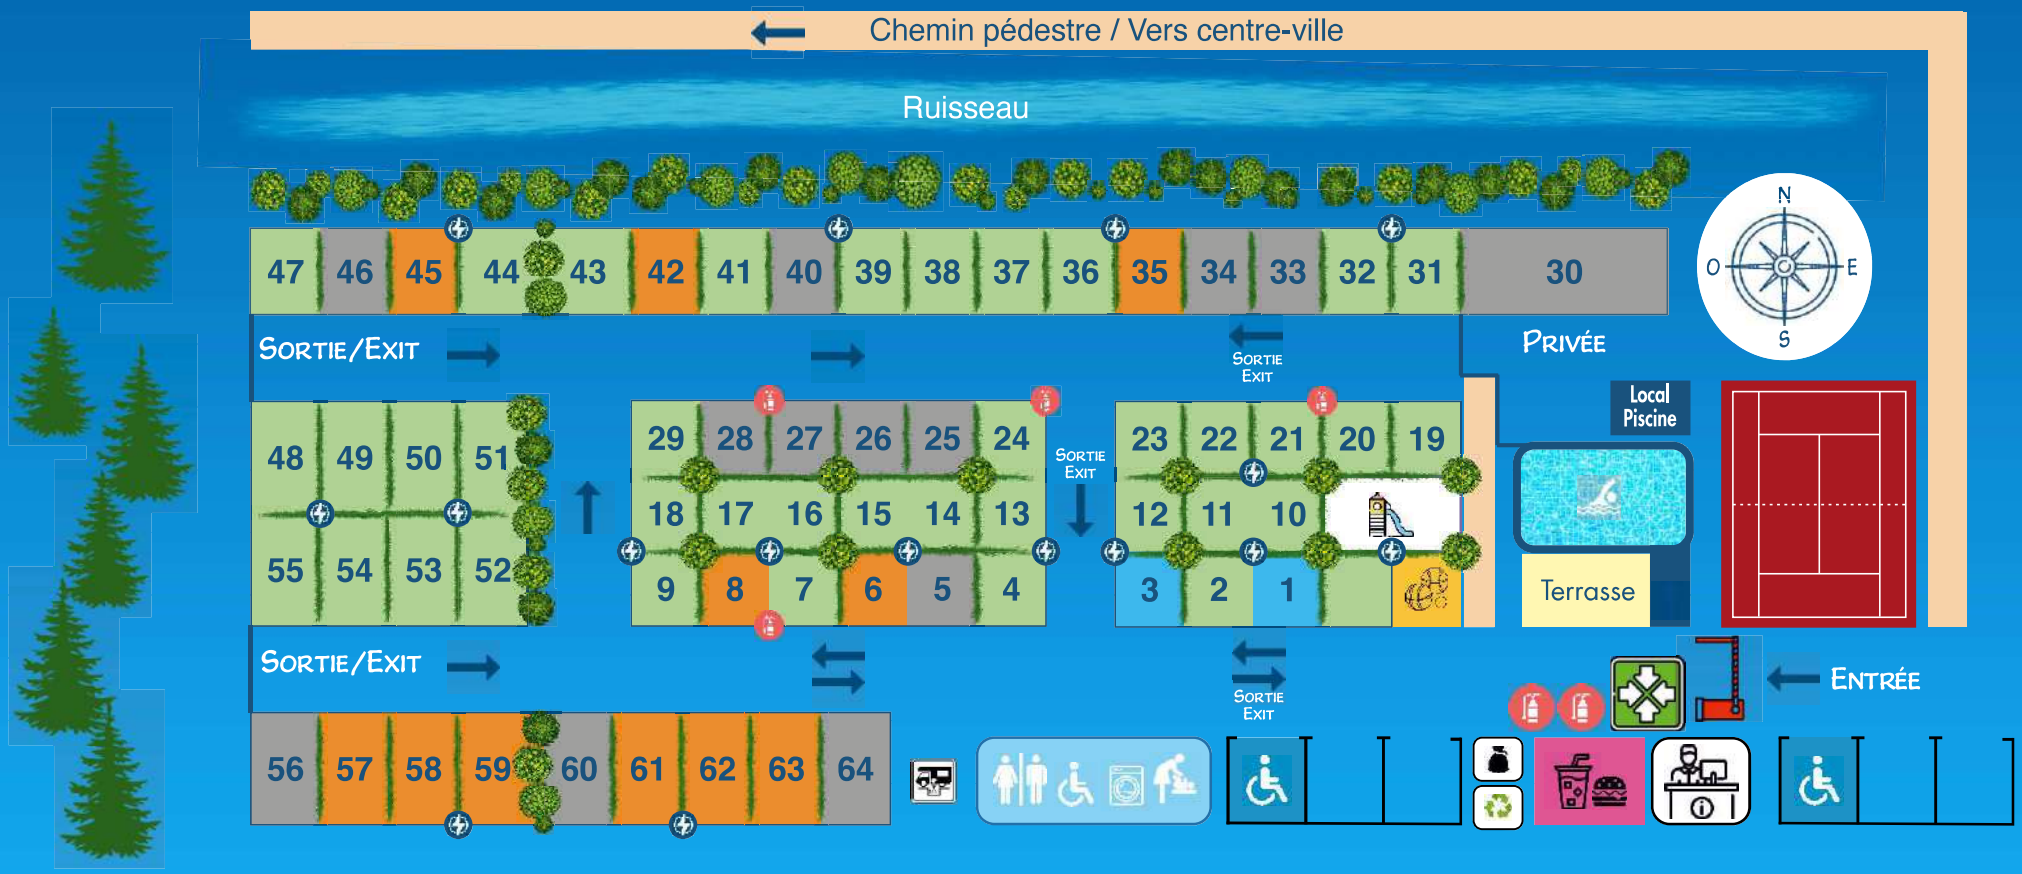 Chemin pédestre / Vers centre-ville
Ruisseau
N
O E
S
47 46 45 44 43 42 41 40 39 38 37 36 35 34 33 32 31 30
SORTIE/EXIT
SORTIE
EXIT
PRIVÉE
Local
Piscine
48 49 50 51
29 28 27 26 25 24
SORTIE
EXIT
23 22 21 20 19
18 17 16 15 14 13
12 11 10
55 54 53 52
9 8 7 6 5 4
3 2 1
Terrasse
SORTIE/EXIT
SORTIE
EXIT
ENTRÉE
56 57 58 59 60 61 62 63 64
i